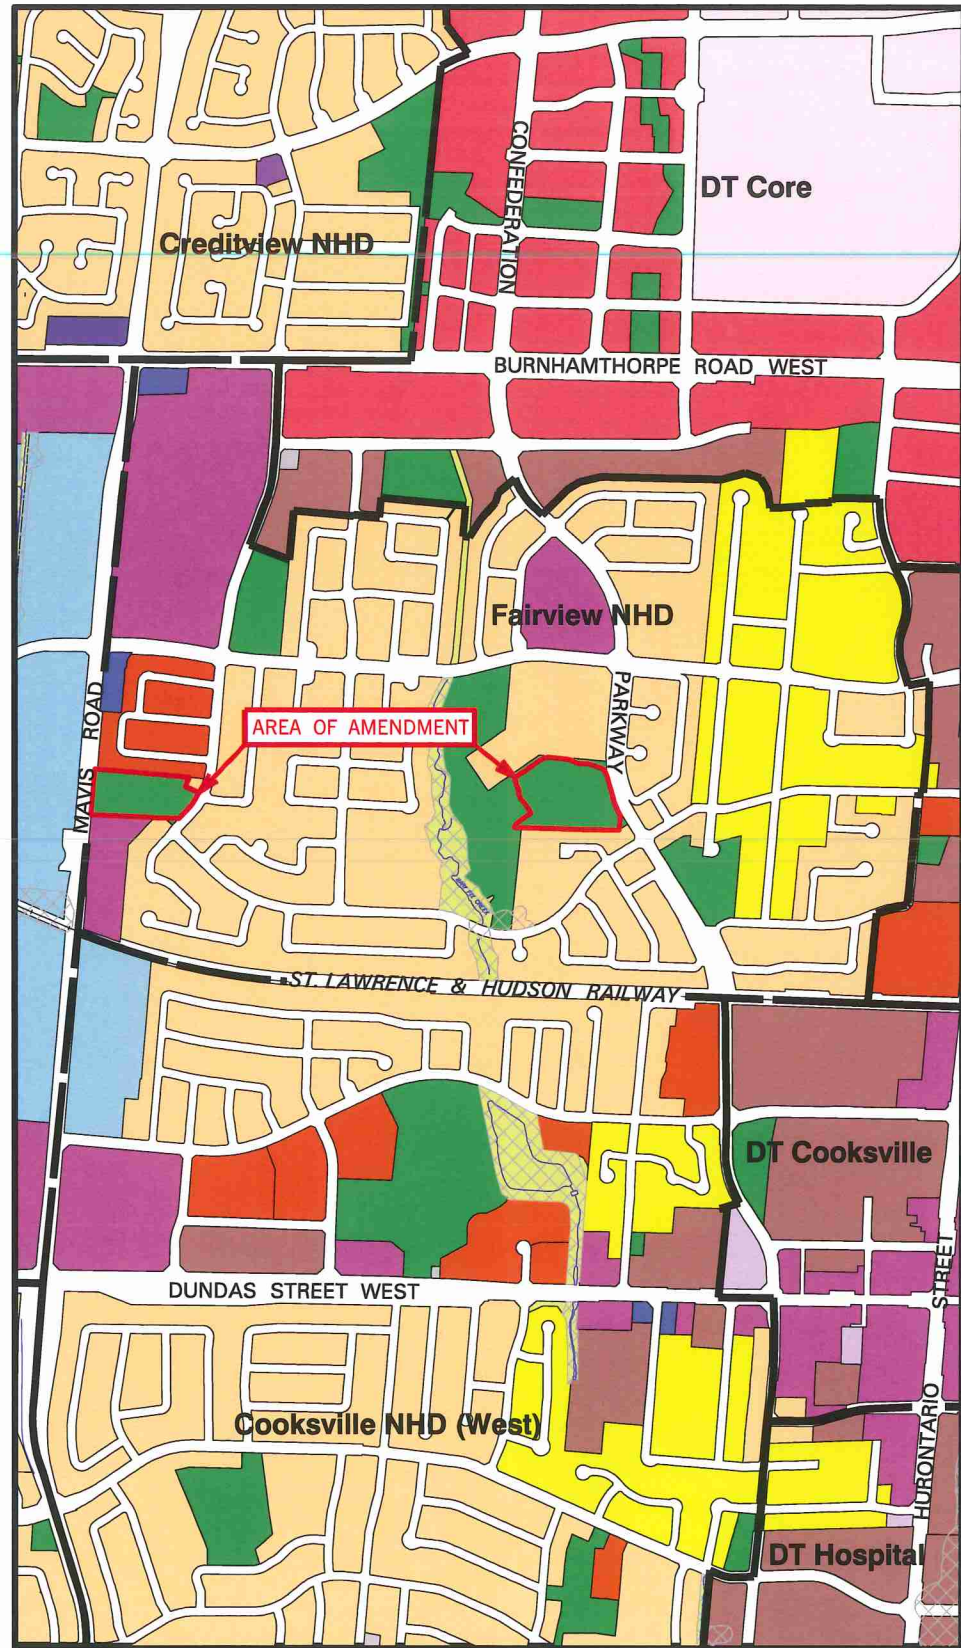 CONFEDERATION
DT Core
Creditview NHD
BURNHAMTHORPE ROAD WEST
Fairview NHD
PARKWAY
AREA OF AMENDMENT
MAVIS ROAD
ST. LAWRENCE & HUDSON RAILWAY
DT Cooksville
DUNDAS STREET WEST
HURONTARIO STREET
Cooksville NHD (West)
DT Hospital